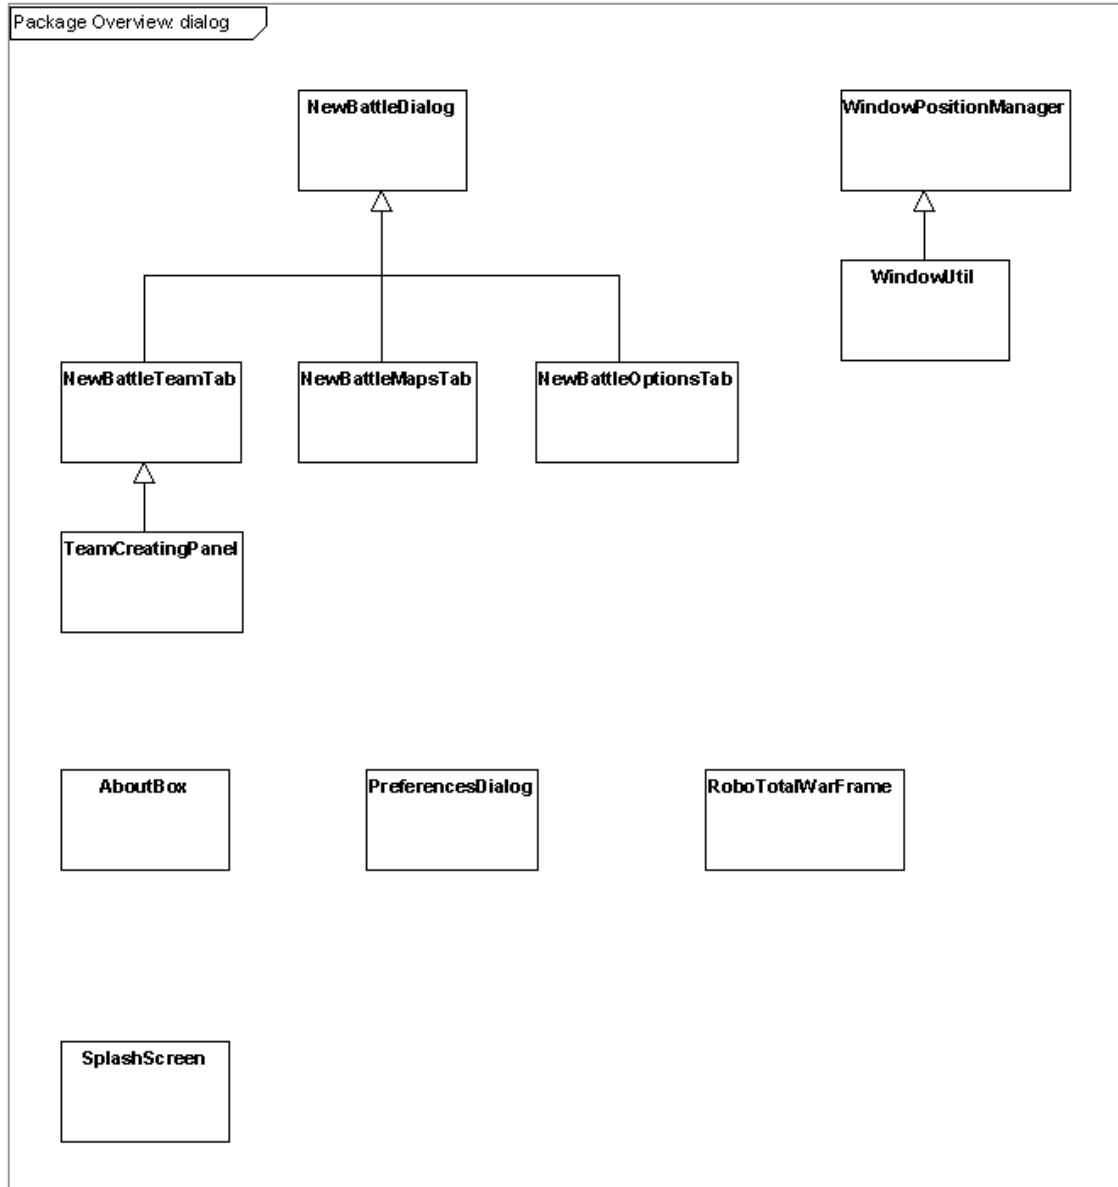 Package Overview: dialog
NewBattleDialog
WindowPositionManager
WindowUtil
NewBattleTeamTab
NewBattleMapsTab
NewBattleOptionsTab
TeamCreatingPanel
AboutBox
PreferencesDialog
RoboTotalWarFrame
SplashScreen